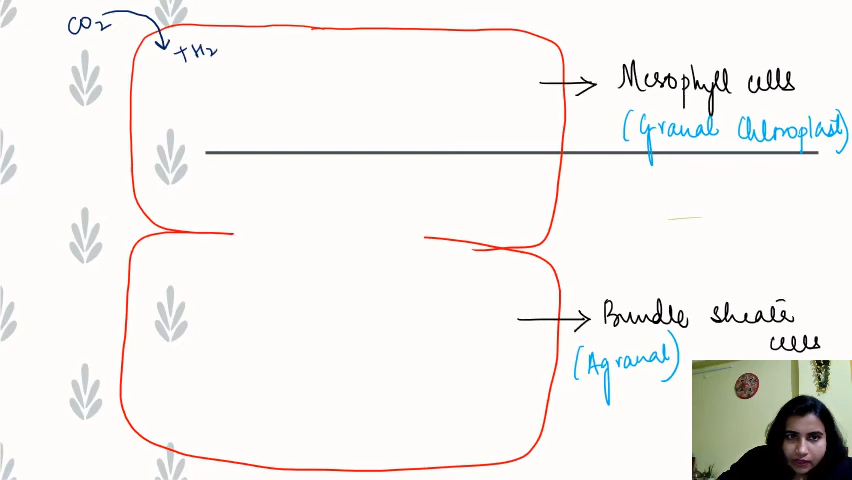 CO2
+H2
Mesophyll cells
(Granal Chloroplast)
Bundle sheath
cells
(Agranal)